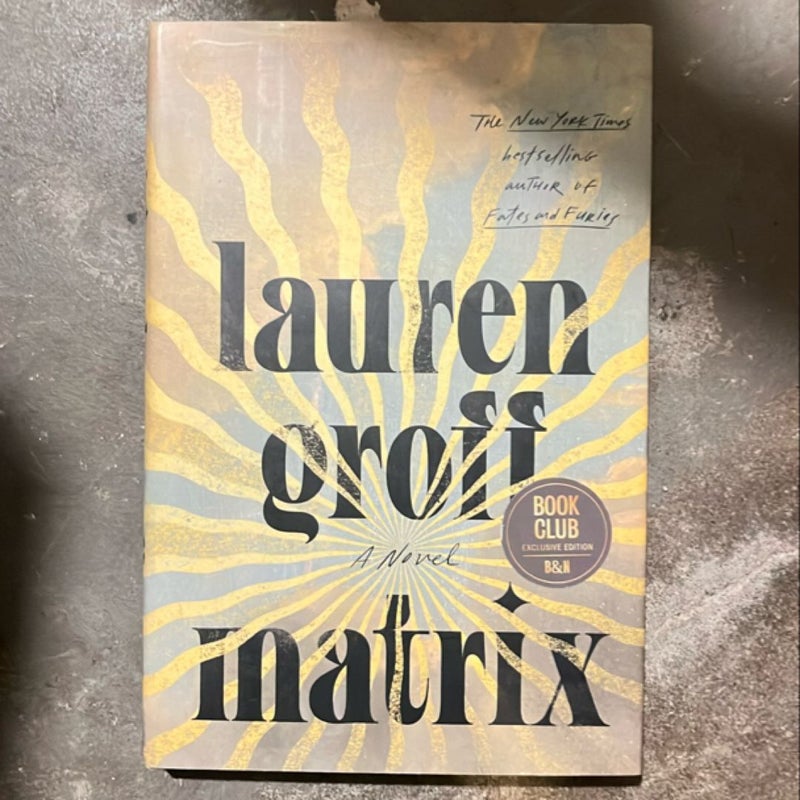 The New York Times
bestselling
author of
Fates and Furies
lauren
groff
BOOK
CLUB
EXCLUSIVE EDITION
B&N
A Novel
matrix